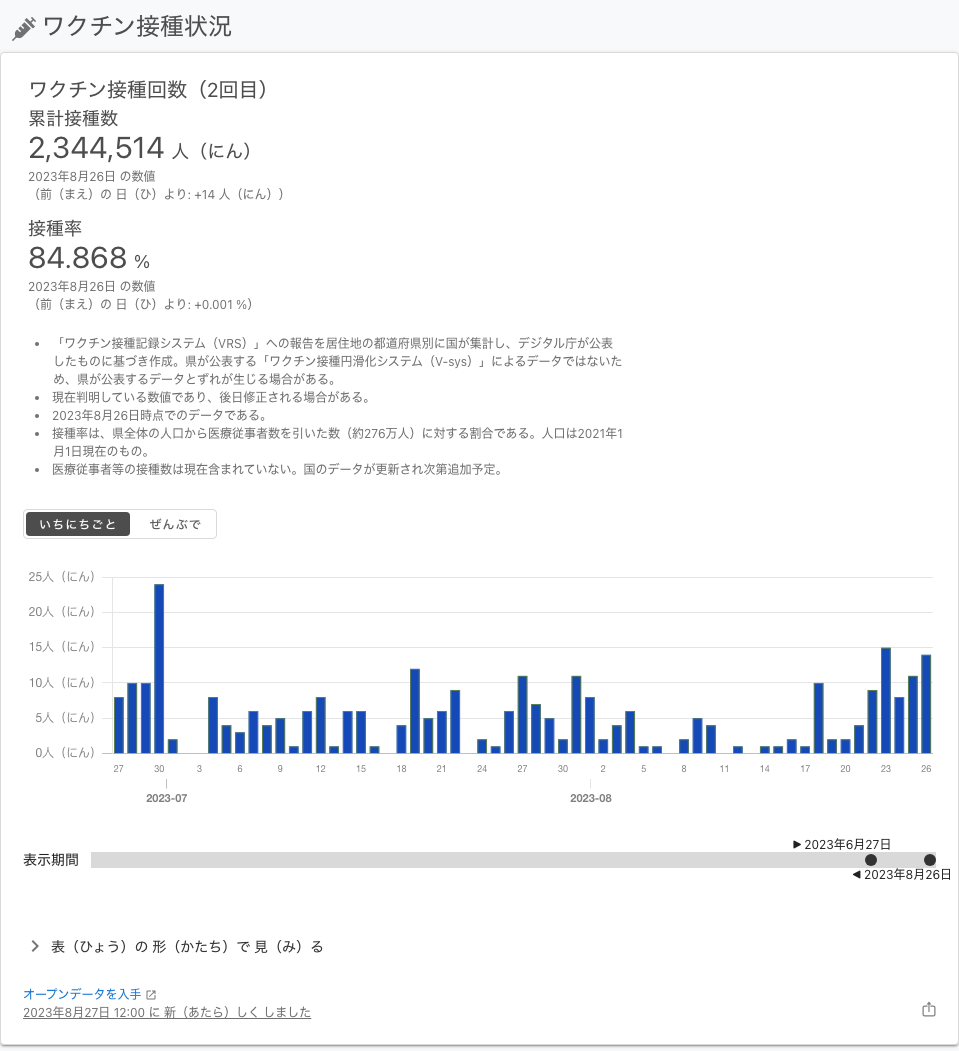 ワクチン接種状況
ワクチン接種回数（2回目）
累計接種数
2,344,514 人（にん）
2023年8月26日 の数値
（前（まえ）の 日（ひ）より: +14 人（にん））
接種率
84.868 %
2023年8月26日 の数値
（前（まえ）の 日（ひ）より: +0.001 %）
• 「ワクチン接種記録システム（VRS）」への報告を居住地の都道府県別に国が集計し、デジタル庁が公表
したものに基づき作成。県が公表する「ワクチン接種円滑化システム（V-sys）」によるデータではないた
め、県が公表するデータとずれが生じる場合がある。
• 現在判明している数値であり、後日修正される場合がある。
• 2023年8月26日時点でのデータである。
• 接種率は、県全体の人口から医療従事者数を引いた数（約276万人）に対する割合である。人口は2021年1
月1日現在のもの。
• 医療従事者等の接種数は現在含まれていない。国のデータが更新され次第追加予定。
いちにちごと ぜんぶで
25人（にん）
20人（にん）
15人（にん）
10人（にん）
5人（にん）
0人（にん）
27 30 3 6 9 12 15 18 21 24 27 30 2 5 8 11 14 17 20 23 26
2023-07 2023-08
▶ 2023年6月27日
表示期間
◀ 2023年8月26日
表（ひょう）の 形（かたち）で 見（み）る
オープンデータを入手
2023年8月27日 12:00 に 新（あたら）しく しました